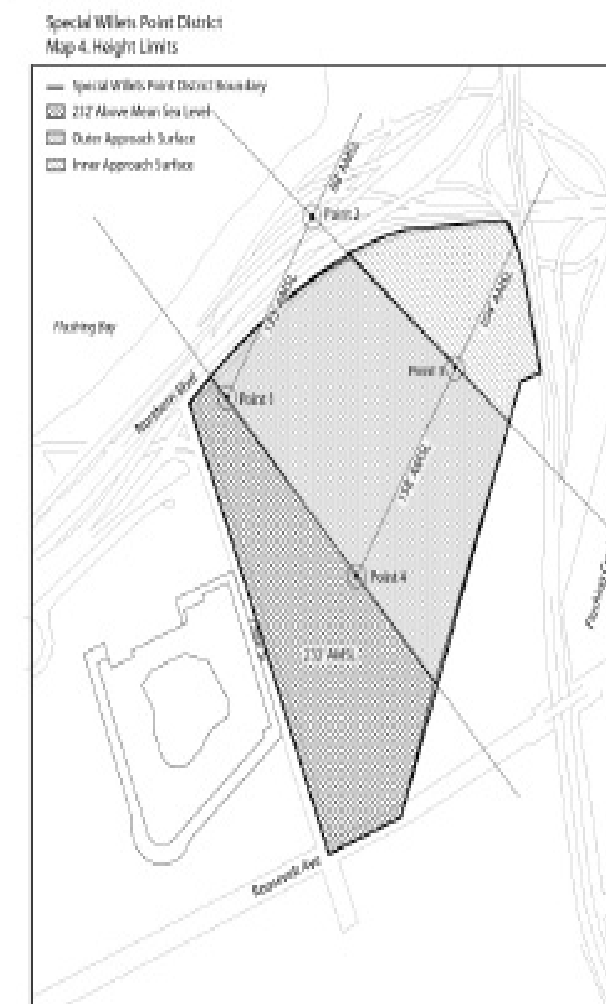 Special Willets Point District
Map 4. Height Limits
Special Willets Point District Boundary
212' Above Mean Sea Level
Outer Approach Surface
Inner Approach Surface
Point 2
Flushing Bay
Northern Blvd
Point 1
Point 3
Point 4
212' AMSL
Roosevelt Ave